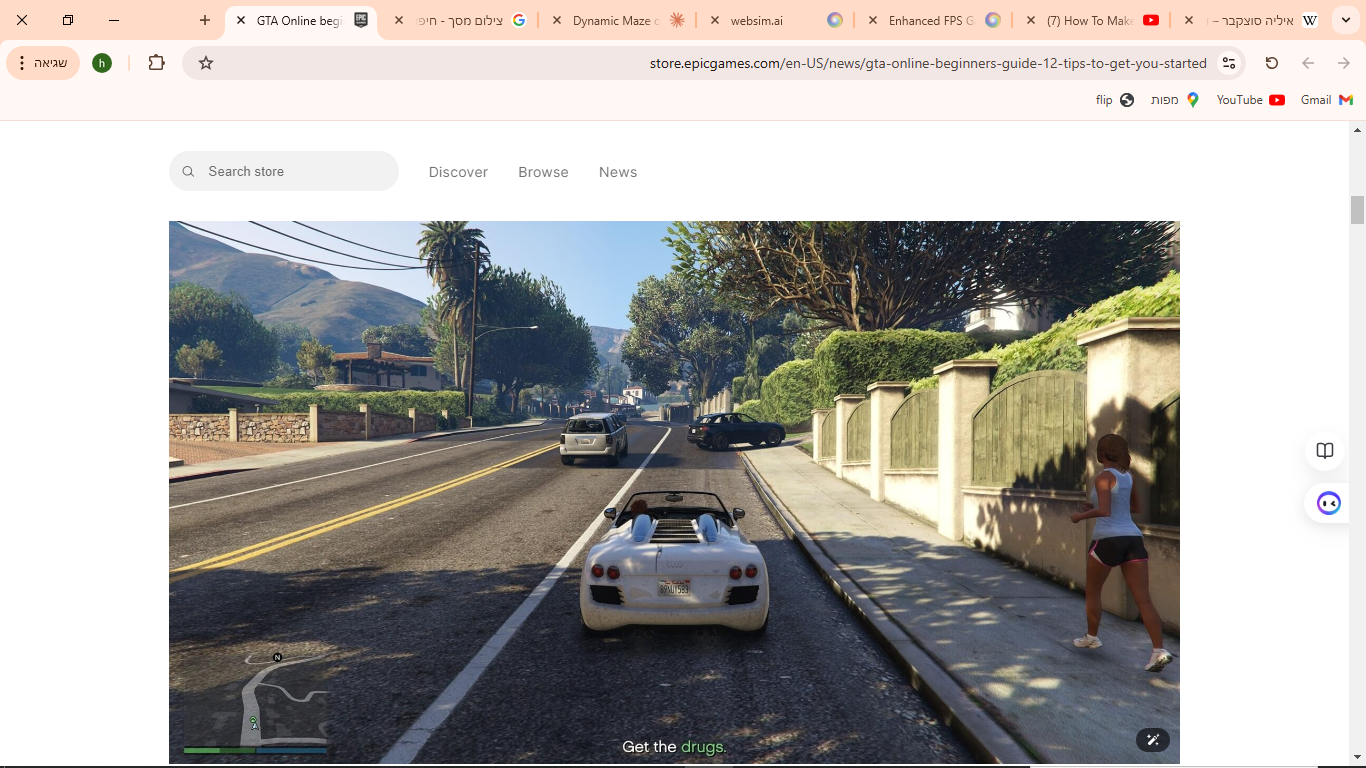 GTA Online begi
צילום מסך - חיפו
Dynamic Maze
websim.ai
Enhanced FPS G
(7) How To Make
איליה סוצקבר –
W
שגיאה
h
store.epicgames.com/en-US/news/gta-online-beginners-guide-12-tips-to-get-you-started
flip
מפות
YouTube
Gmail
Search store
Discover
Browse
News
N
Get the drugs.